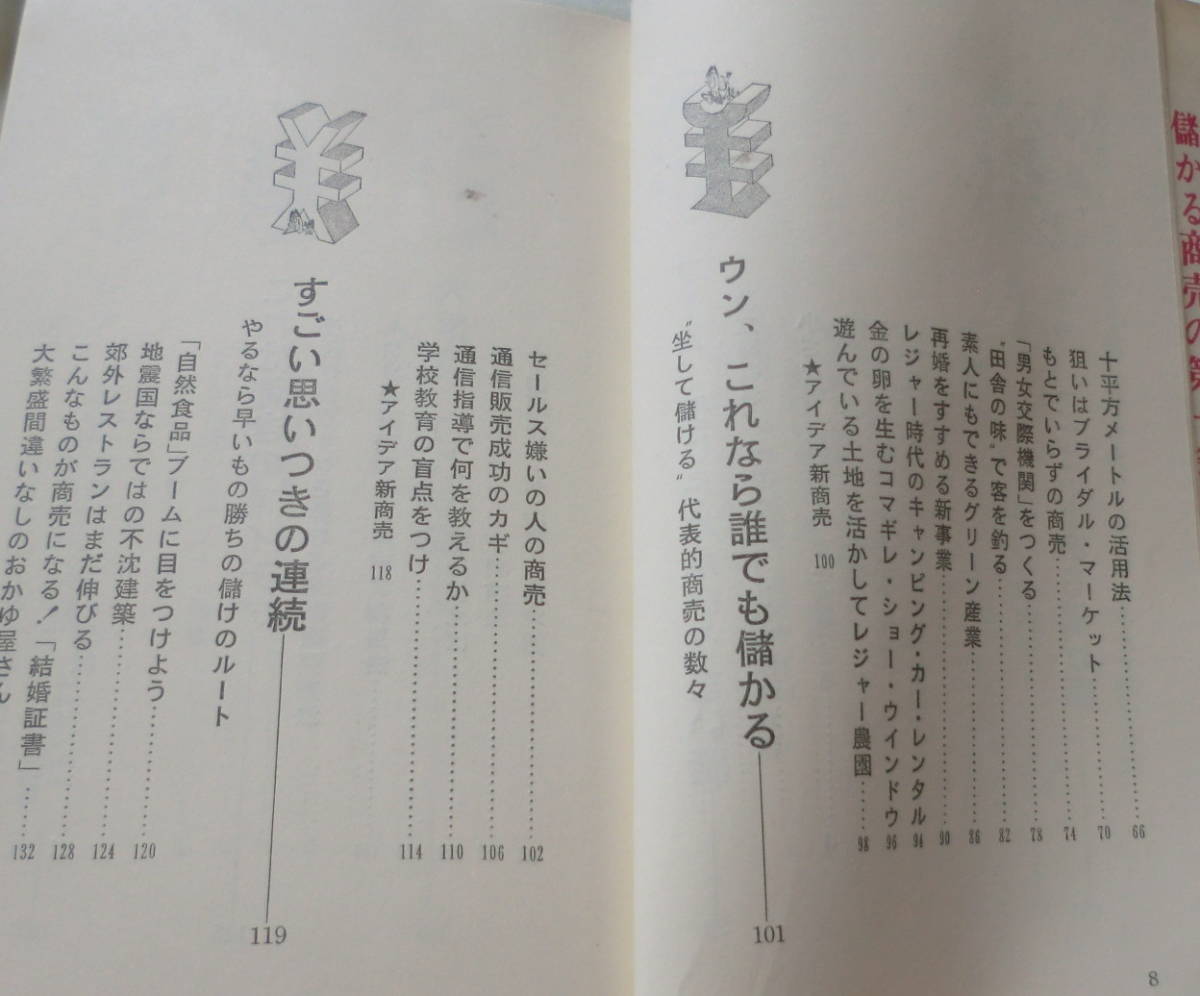 十平方メートルの活用法……66
狙いはブライダル・マーケット……70
もとでいらずの商売……74
「男女交際機関」をつくる……78
“田舎の味”で客を釣る……82
素人にもできるグリーン産業……86
再婚をすすめる新事業……90
レジャー時代のキャンピング・カー・レンタル 94
金の卵を生むコマギレ・ショー・ウインドウ 96
遊んでいる土地を活かしてレジャー農園……98
★アイデア新商売 100
ウン、これなら誰でも儲かる――101
“坐して儲ける”代表的商売の数々
8
セールス嫌いの人の商売……102
通信販売成功のカギ……106
通信指導で何を教えるか……110
学校教育の盲点をつけ……114
★アイデア新商売 118
すごい思いつきの連続――119
やるなら早いもの勝ちの儲けのルート
「自然食品」ブームに目をつけよう
地震国ならではの不沈建築……120
郊外レストランはまだ伸びる……124
こんなものが商売になる！「結婚証書」……128
大繁盛間違いなしのおかゆ屋さん……132
儲かる商売の